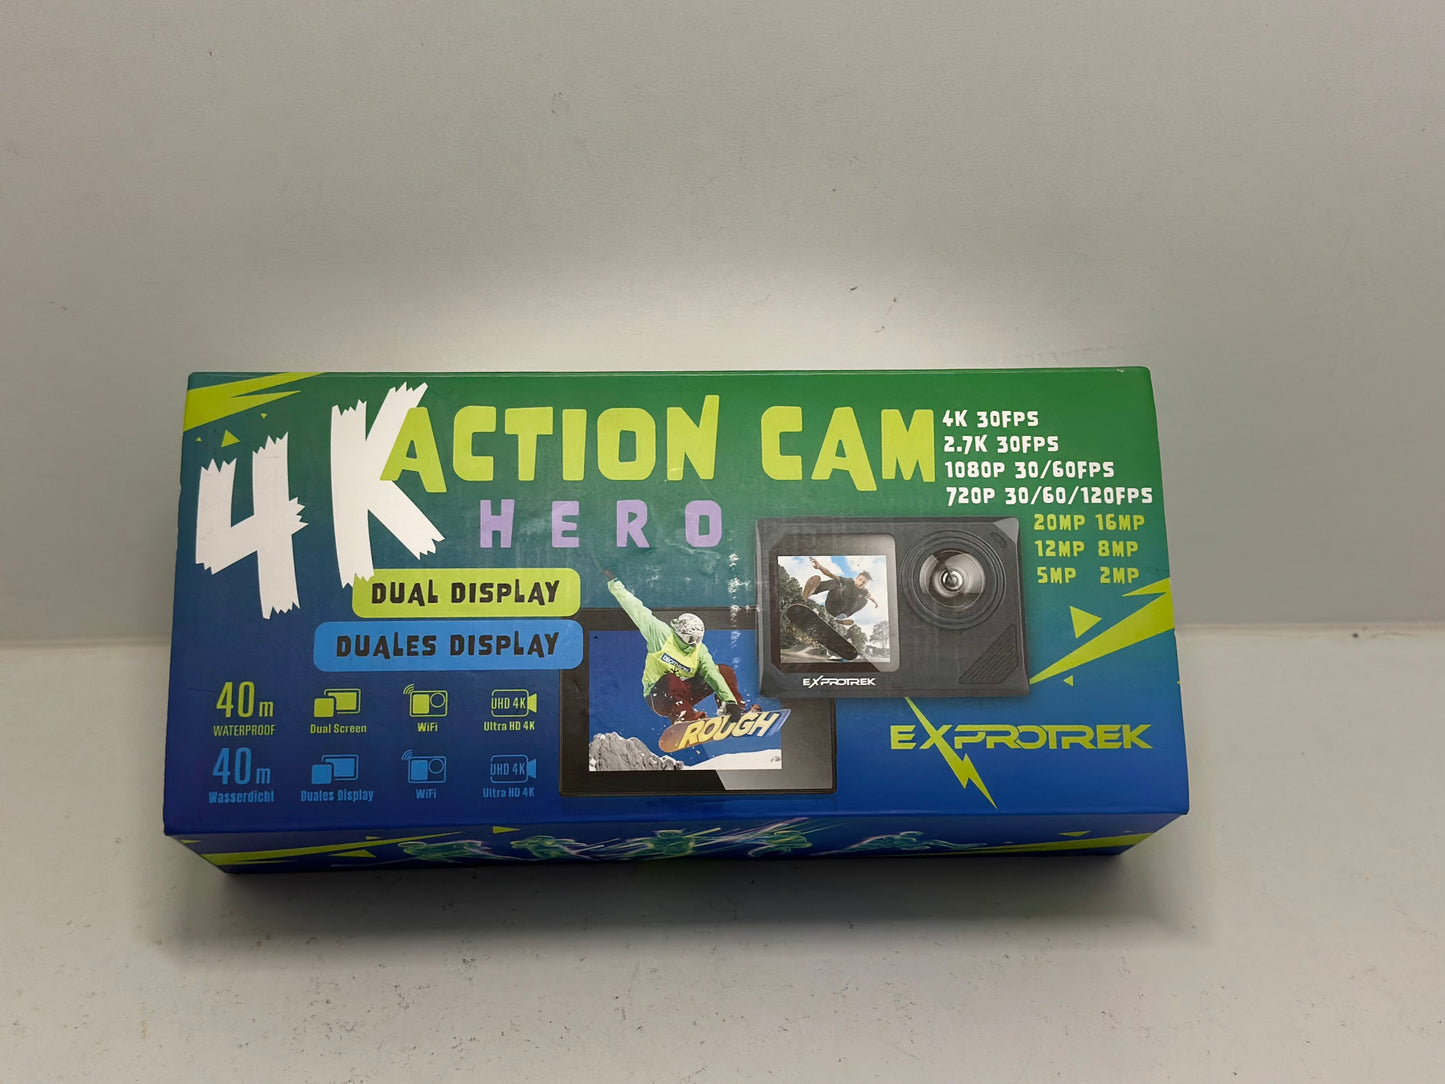 4K ACTION CAM
HERO
DUAL DISPLAY
DUALES DISPLAY
4K 30FPS
2.7K 30FPS
1080P 30/60FPS
720P 30/60/120FPS
20MP 16MP
12MP 8MP
5MP 2MP
40m
WATERPROOF
Dual Screen
WiFi
UHD 4K
Ultra HD 4K
40m
Wasserdicht
Duales Display
WiFi
UHD 4K
Ultra HD 4K
ROUGH
EXPROTREK
EXPROTREK